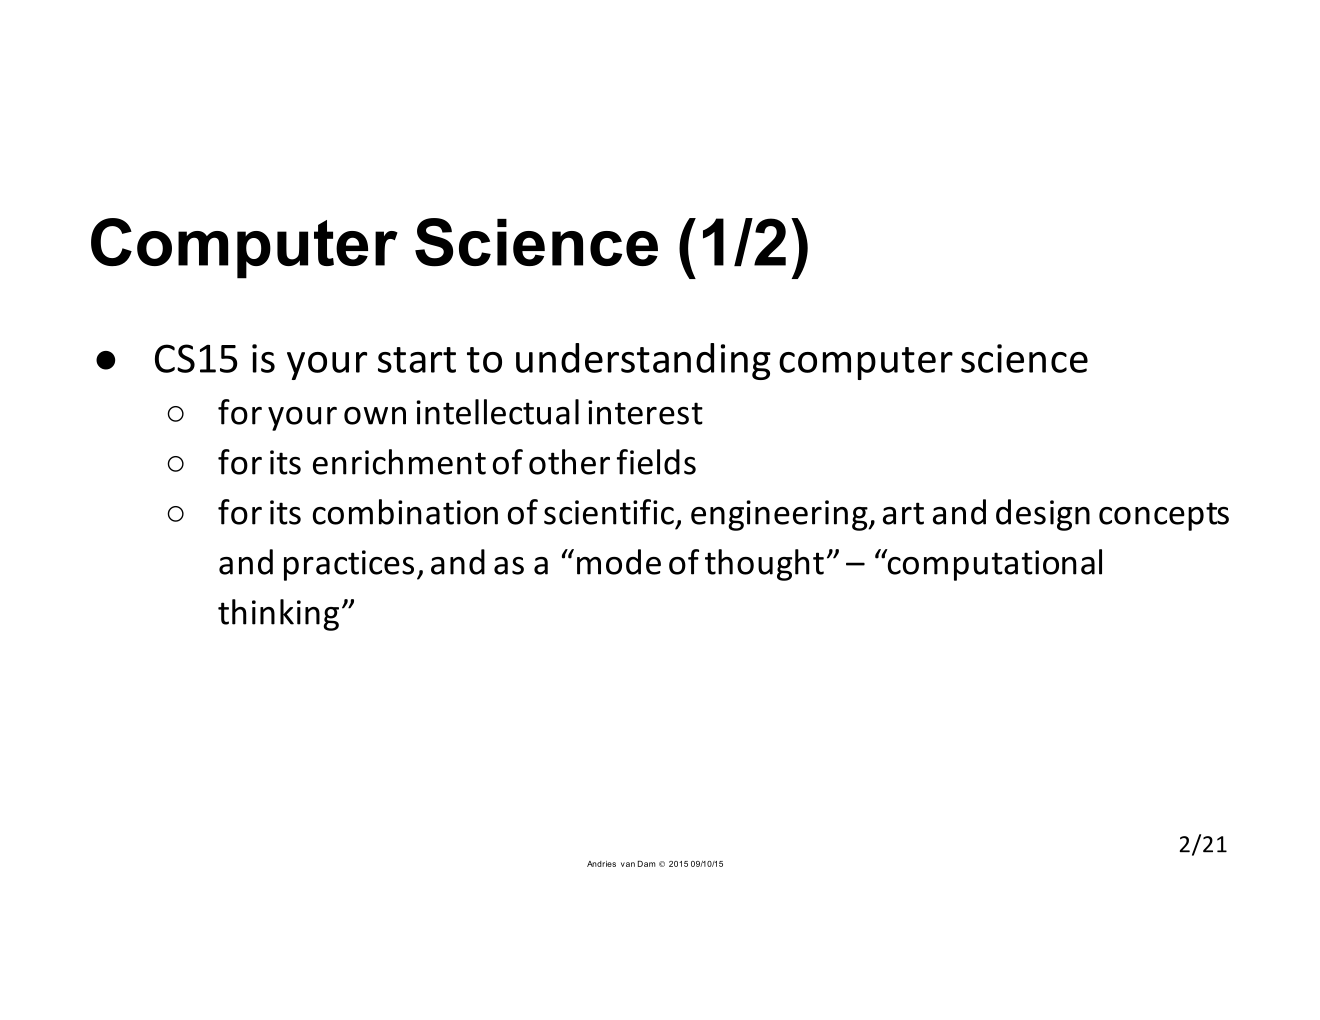 Computer Science (1/2)
● CS15 is your start to understanding computer science
○ for your own intellectual interest
○ for its enrichment of other fields
○ for its combination of scientific, engineering, art and design concepts
and practices, and as a “mode of thought” – “computational
thinking”
2/21
Andries van Dam © 2015 09/10/15